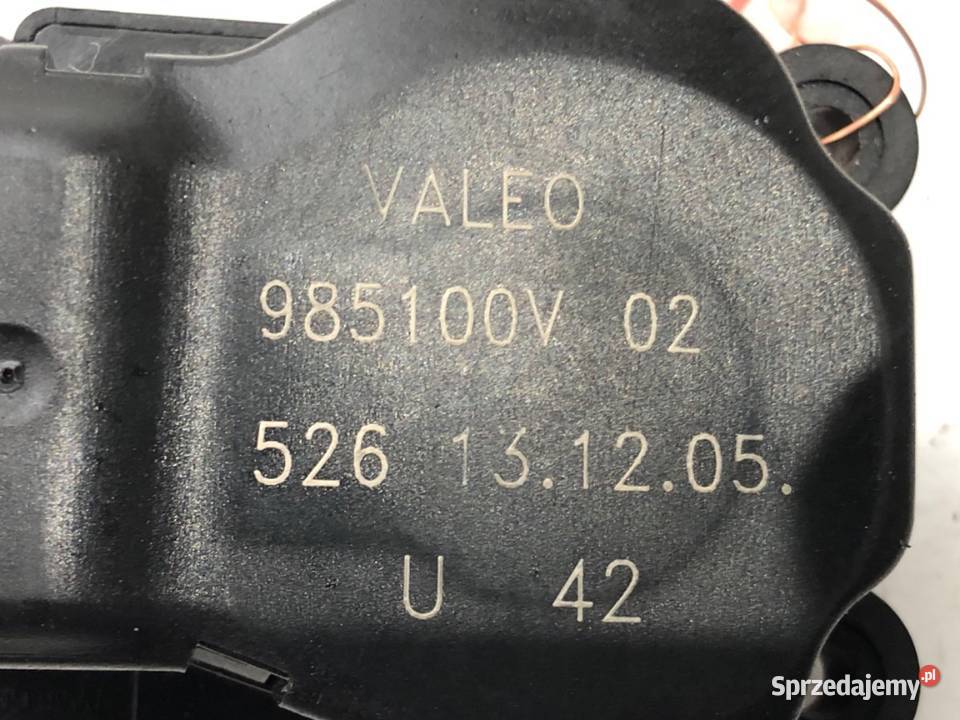 VALEO
985100V 02
526 13.12.05.
U 42
Sprzedajemy.pl